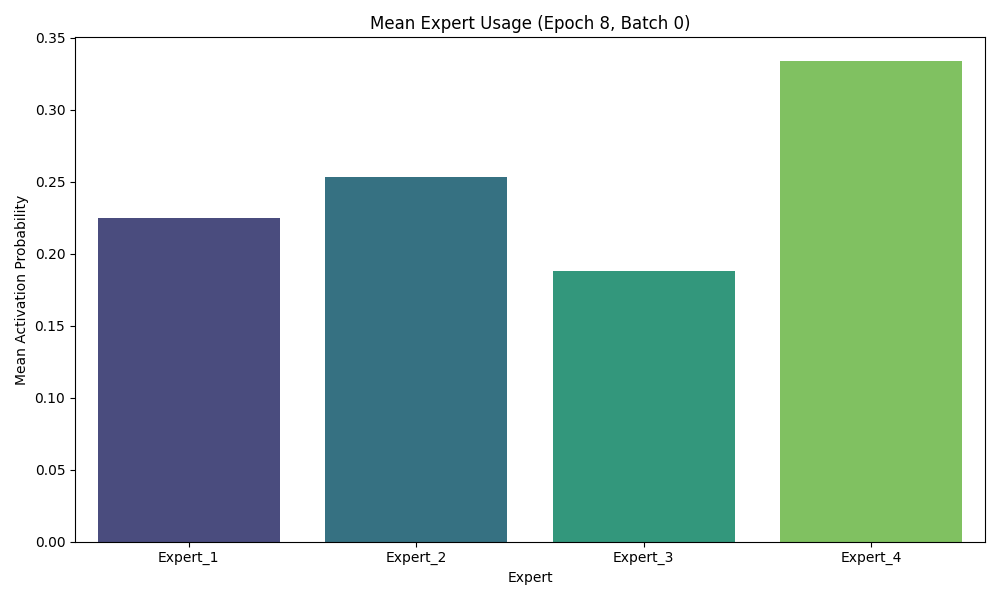 Mean Expert Usage (Epoch 8, Batch 0)
Mean Activation Probability
0.35
0.30
0.25
0.20
0.15
0.10
0.05
0.00
Expert_1
Expert_2
Expert_3
Expert_4
Expert